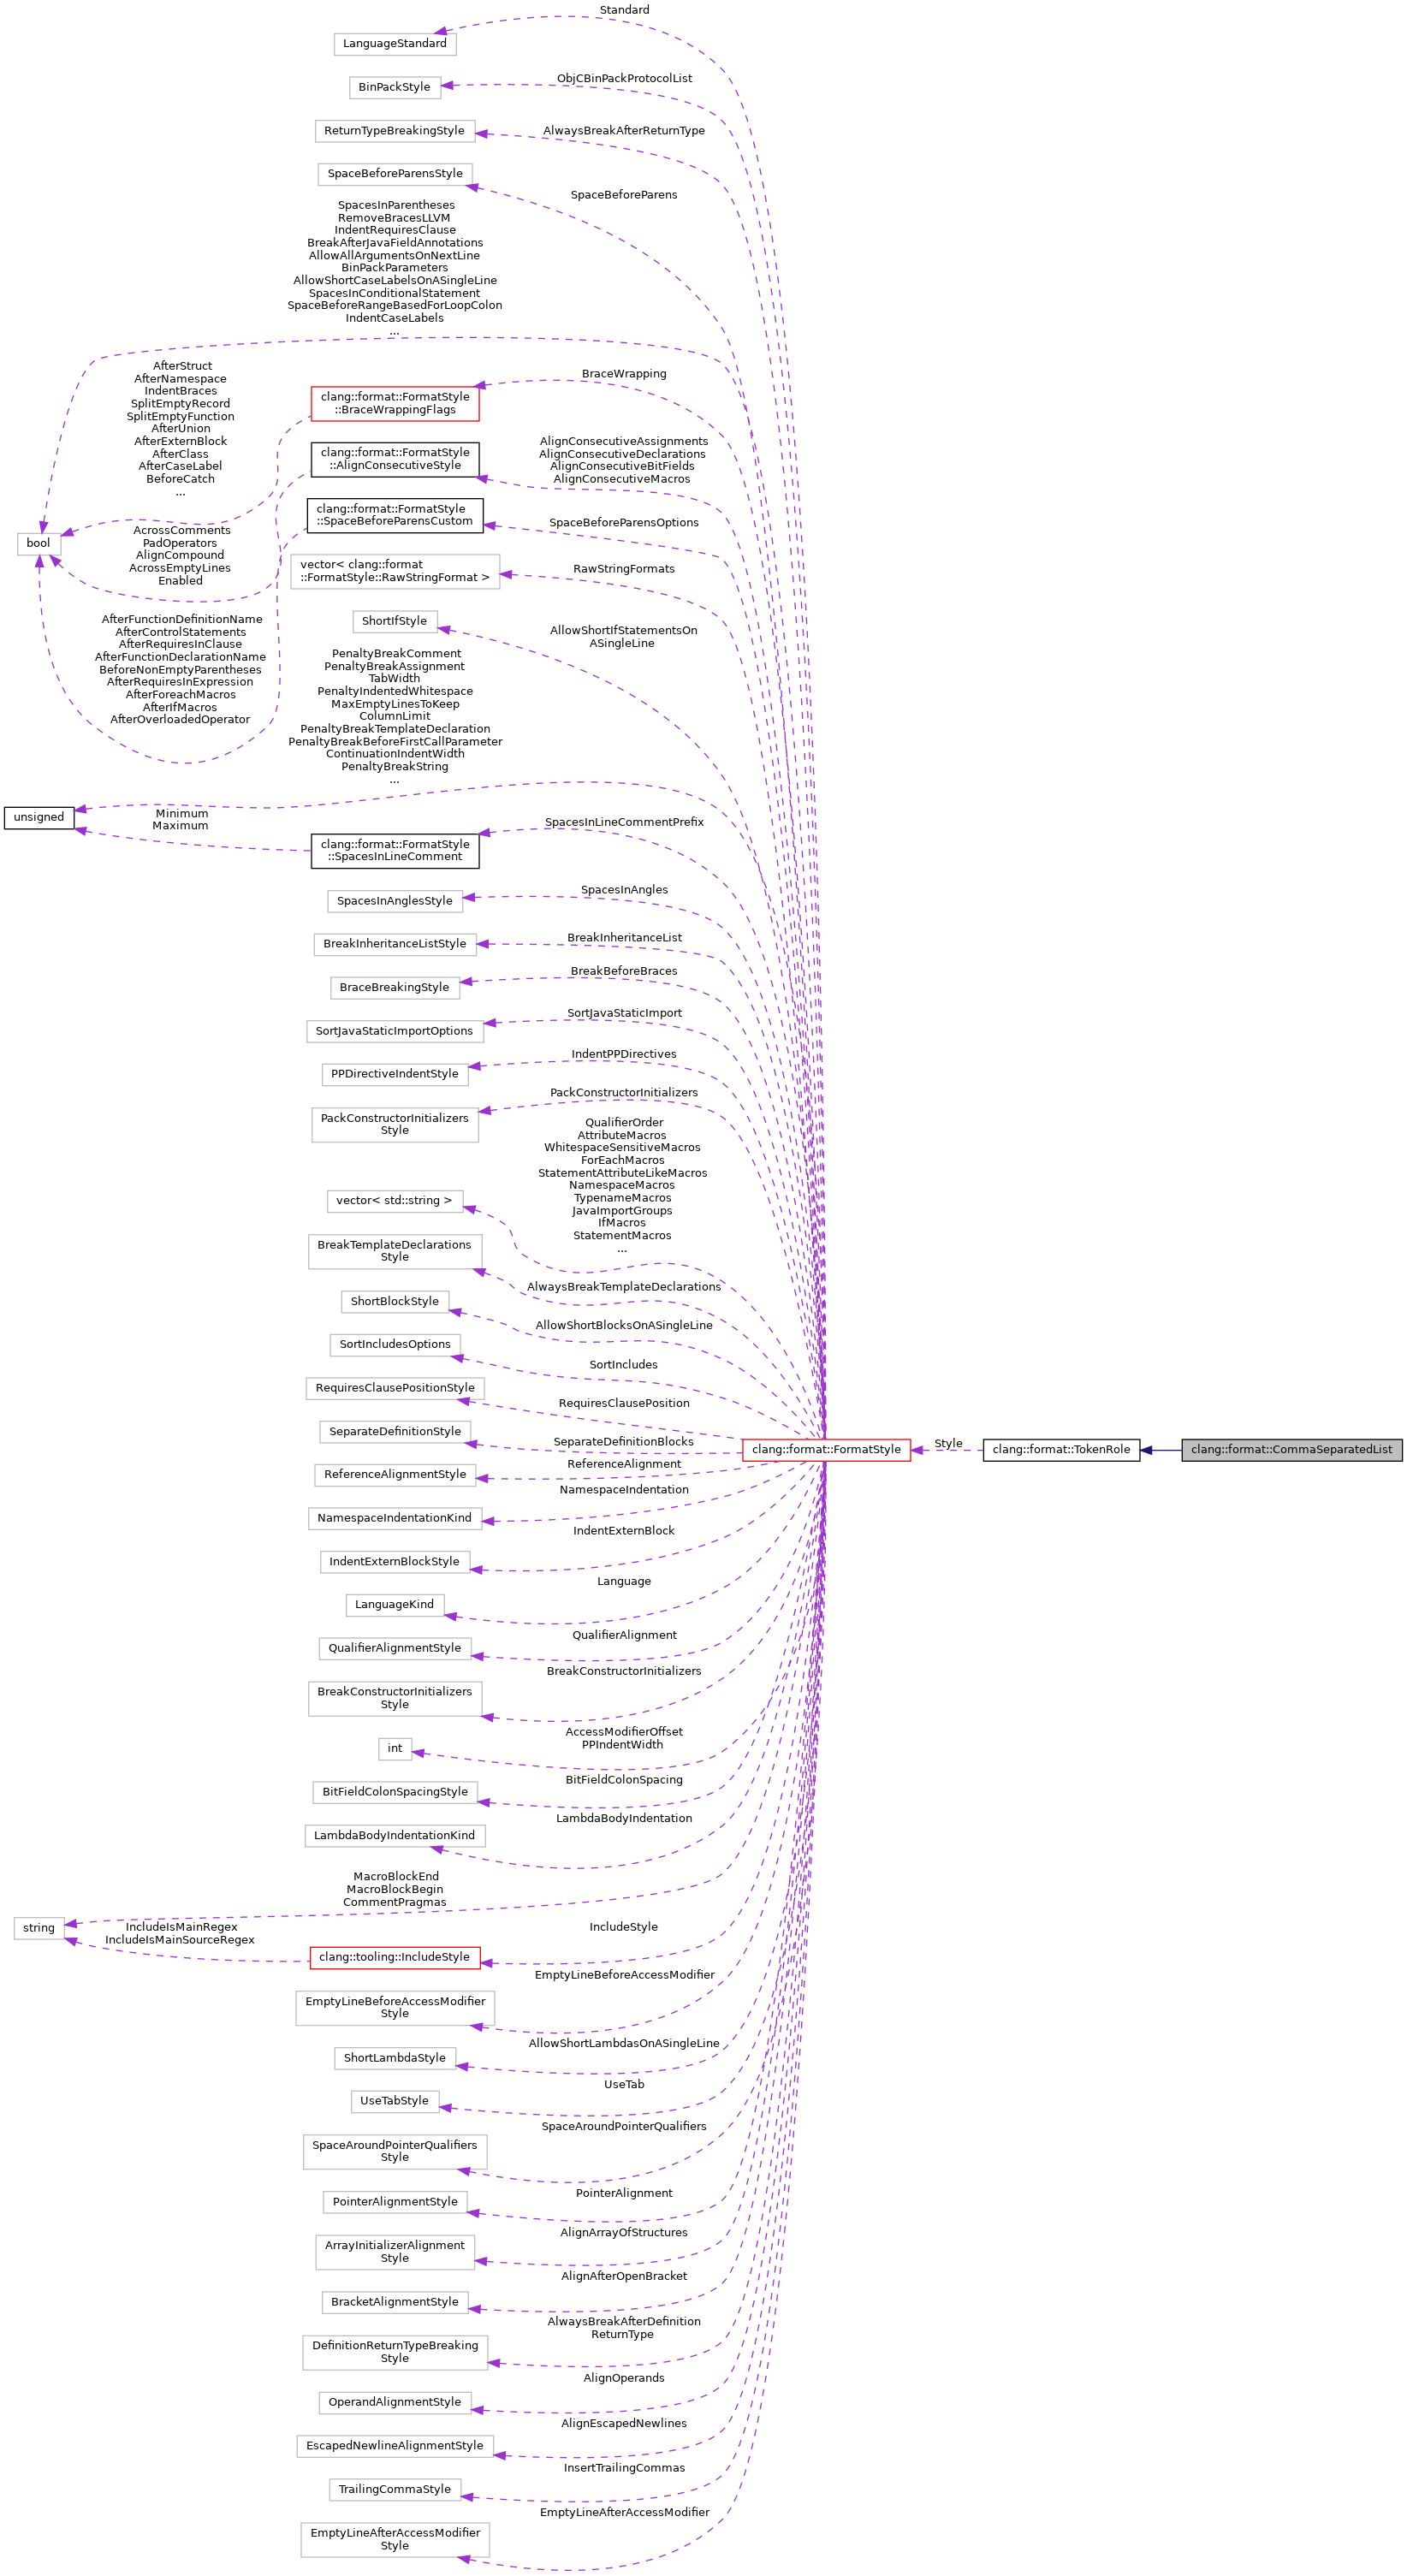 Standard
LanguageStandard
ObjCBinPackProtocolList
BinPackStyle
AlwaysBreakAfterReturnType
ReturnTypeBreakingStyle
SpaceBeforeParensStyle
SpaceBeforeParens
SpacesInParentheses
RemoveBracesLLVM
IndentRequiresClause
BreakAfterJavaFieldAnnotations
AllowAllArgumentsOnNextLine
BinPackParameters
AllowShortCaseLabelsOnASingleLine
SpacesInConditionalStatement
SpaceBeforeRangeBasedForLoopColon
IndentCaseLabels
...
AfterStruct
AfterNamespace
IndentBraces
SplitEmptyRecord
SplitEmptyFunction
AfterUnion
AfterExternBlock
AfterClass
AfterCaseLabel
BeforeCatch
...
BraceWrapping
clang::format::FormatStyle
::BraceWrappingFlags
AlignConsecutiveAssignments
AlignConsecutiveDeclarations
AlignConsecutiveBitFields
AlignConsecutiveMacros
clang::format::FormatStyle
::AlignConsecutiveStyle
clang::format::FormatStyle
::SpaceBeforeParensCustom
SpaceBeforeParensOptions
bool
AcrossComments
PadOperators
AlignCompound
AcrossEmptyLines
Enabled
vector< clang::format
::FormatStyle::RawStringFormat >
RawStringFormats
ShortIfStyle
AllowShortIfStatementsOn
ASingleLine
AfterFunctionDefinitionName
AfterControlStatements
AfterRequiresInClause
AfterFunctionDeclarationName
BeforeNonEmptyParentheses
AfterRequiresInExpression
AfterForeachMacros
AfterIfMacros
AfterOverloadedOperator
PenaltyBreakComment
PenaltyBreakAssignment
TabWidth
PenaltyIndentedWhitespace
MaxEmptyLinesToKeep
ColumnLimit
PenaltyBreakTemplateDeclaration
PenaltyBreakBeforeFirstCallParameter
ContinuationIndentWidth
PenaltyBreakString
...
unsigned
Minimum
Maximum
clang::format::FormatStyle
::SpacesInLineComment
SpacesInLineCommentPrefix
SpacesInAngles
SpacesInAnglesStyle
BreakInheritanceList
BreakInheritanceListStyle
BreakBeforeBraces
BraceBreakingStyle
SortJavaStaticImport
SortJavaStaticImportOptions
IndentPPDirectives
PPDirectiveIndentStyle
PackConstructorInitializers
PackConstructorInitializers
Style
QualifierOrder
AttributeMacros
WhitespaceSensitiveMacros
ForEachMacros
StatementAttributeLikeMacros
NamespaceMacros
TypenameMacros
JavaImportGroups
IfMacros
StatementMacros
...
vector< std::string >
BreakTemplateDeclarations
Style
AlwaysBreakTemplateDeclarations
ShortBlockStyle
AllowShortBlocksOnASingleLine
SortIncludesOptions
SortIncludes
RequiresClausePositionStyle
RequiresClausePosition
SeparateDefinitionStyle
SeparateDefinitionBlocks
clang::format::FormatStyle
Style
clang::format::TokenRole
clang::format::CommaSeparatedList
ReferenceAlignment
ReferenceAlignmentStyle
NamespaceIndentation
NamespaceIndentationKind
IndentExternBlock
IndentExternBlockStyle
Language
LanguageKind
QualifierAlignment
QualifierAlignmentStyle
BreakConstructorInitializers
BreakConstructorInitializers
Style
AccessModifierOffset
PPIndentWidth
int
BitFieldColonSpacing
BitFieldColonSpacingStyle
LambdaBodyIndentation
LambdaBodyIndentationKind
MacroBlockEnd
MacroBlockBegin
CommentPragmas
string
IncludeIsMainRegex
IncludeIsMainSourceRegex
IncludeStyle
clang::tooling::IncludeStyle
EmptyLineBeforeAccessModifier
EmptyLineBeforeAccessModifier
Style
AllowShortLambdasOnASingleLine
ShortLambdaStyle
UseTab
UseTabStyle
SpaceAroundPointerQualifiers
SpaceAroundPointerQualifiers
Style
PointerAlignment
PointerAlignmentStyle
AlignArrayOfStructures
ArrayInitializerAlignment
Style
AlignAfterOpenBracket
BracketAlignmentStyle
AlwaysBreakAfterDefinition
ReturnType
DefinitionReturnTypeBreaking
Style
AlignOperands
OperandAlignmentStyle
AlignEscapedNewlines
EscapedNewlineAlignmentStyle
InsertTrailingCommas
TrailingCommaStyle
EmptyLineAfterAccessModifier
EmptyLineAfterAccessModifier
Style